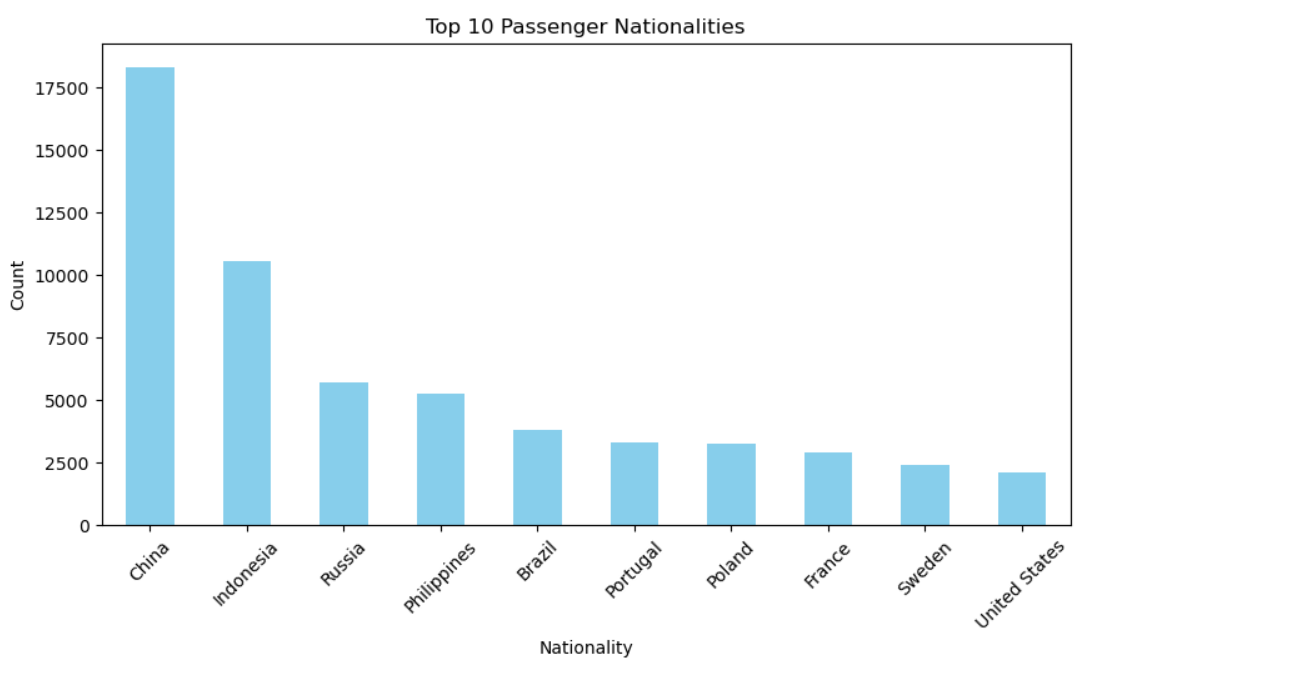 Top 10 Passenger Nationalities
17500
15000
12500
10000
7500
5000
2500
0
Count
China
Indonesia
Russia
Philippines
Brazil
Portugal
Poland
France
Sweden
United States
Nationality